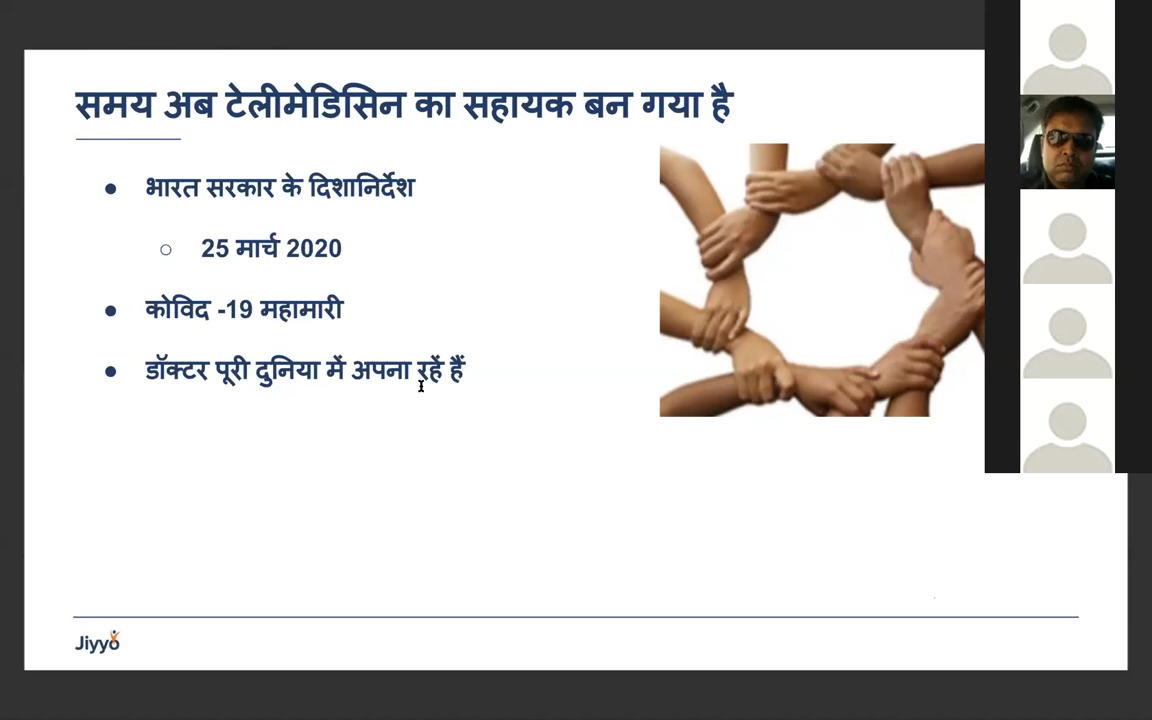 समय अब टेलीमेडिसिन का सहायक बन गया है
● भारत सरकार के दिशानिर्देश
○ 25 मार्च 2020
● कोविद -19 महामारी
● डॉक्टर पूरी दुनिया में अपना रहें हैं
Jiyyo